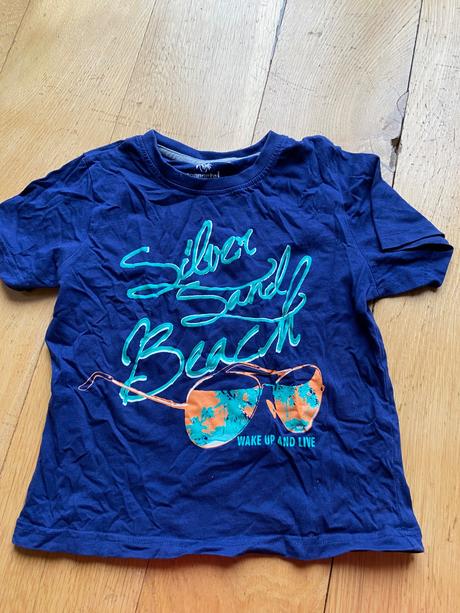 Silver
Sand
Beach
WAKE UP AND LIVE